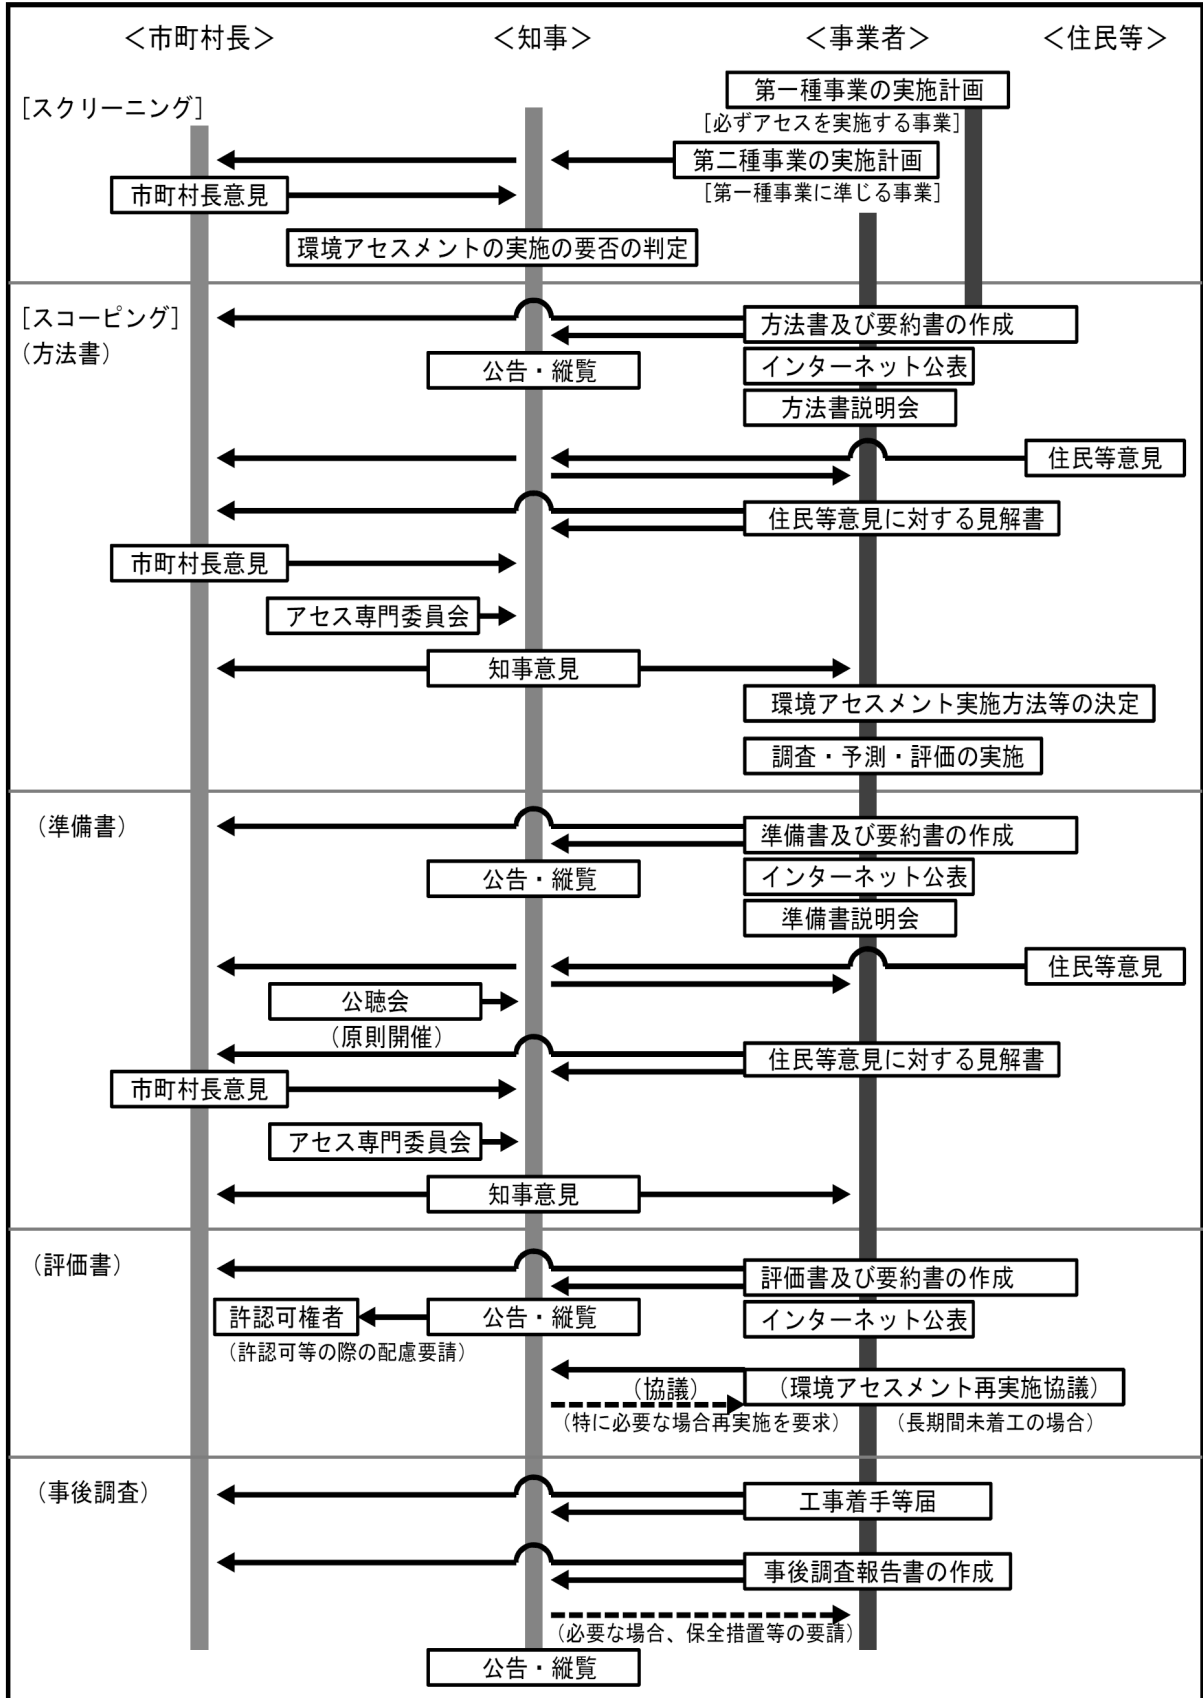 ＜市町村長＞ ＜知事＞ ＜事業者＞ ＜住民等＞
第一種事業の実施計画
[スクリーニング]
[必ずアセスを実施する事業]
第二種事業の実施計画
市町村長意見
[第一種事業に準じる事業]
環境アセスメントの実施の要否の判定
[スコーピング]
方法書及び要約書の作成
（方法書）
公告・縦覧
インターネット公表
方法書説明会
住民等意見
住民等意見に対する見解書
市町村長意見
アセス専門委員会
知事意見
環境アセスメント実施方法等の決定
調査・予測・評価の実施
（準備書）
準備書及び要約書の作成
公告・縦覧
インターネット公表
準備書説明会
住民等意見
公聴会
（原則開催）
住民等意見に対する見解書
市町村長意見
アセス専門委員会
知事意見
（評価書）
評価書及び要約書の作成
許認可権者
公告・縦覧
インターネット公表
（許認可等の際の配慮要請）
（協議）
（環境アセスメント再実施協議）
（特に必要な場合再実施を要求）
（長期間未着工の場合）
（事後調査）
工事着手等届
事後調査報告書の作成
（必要な場合、保全措置等の要請）
公告・縦覧